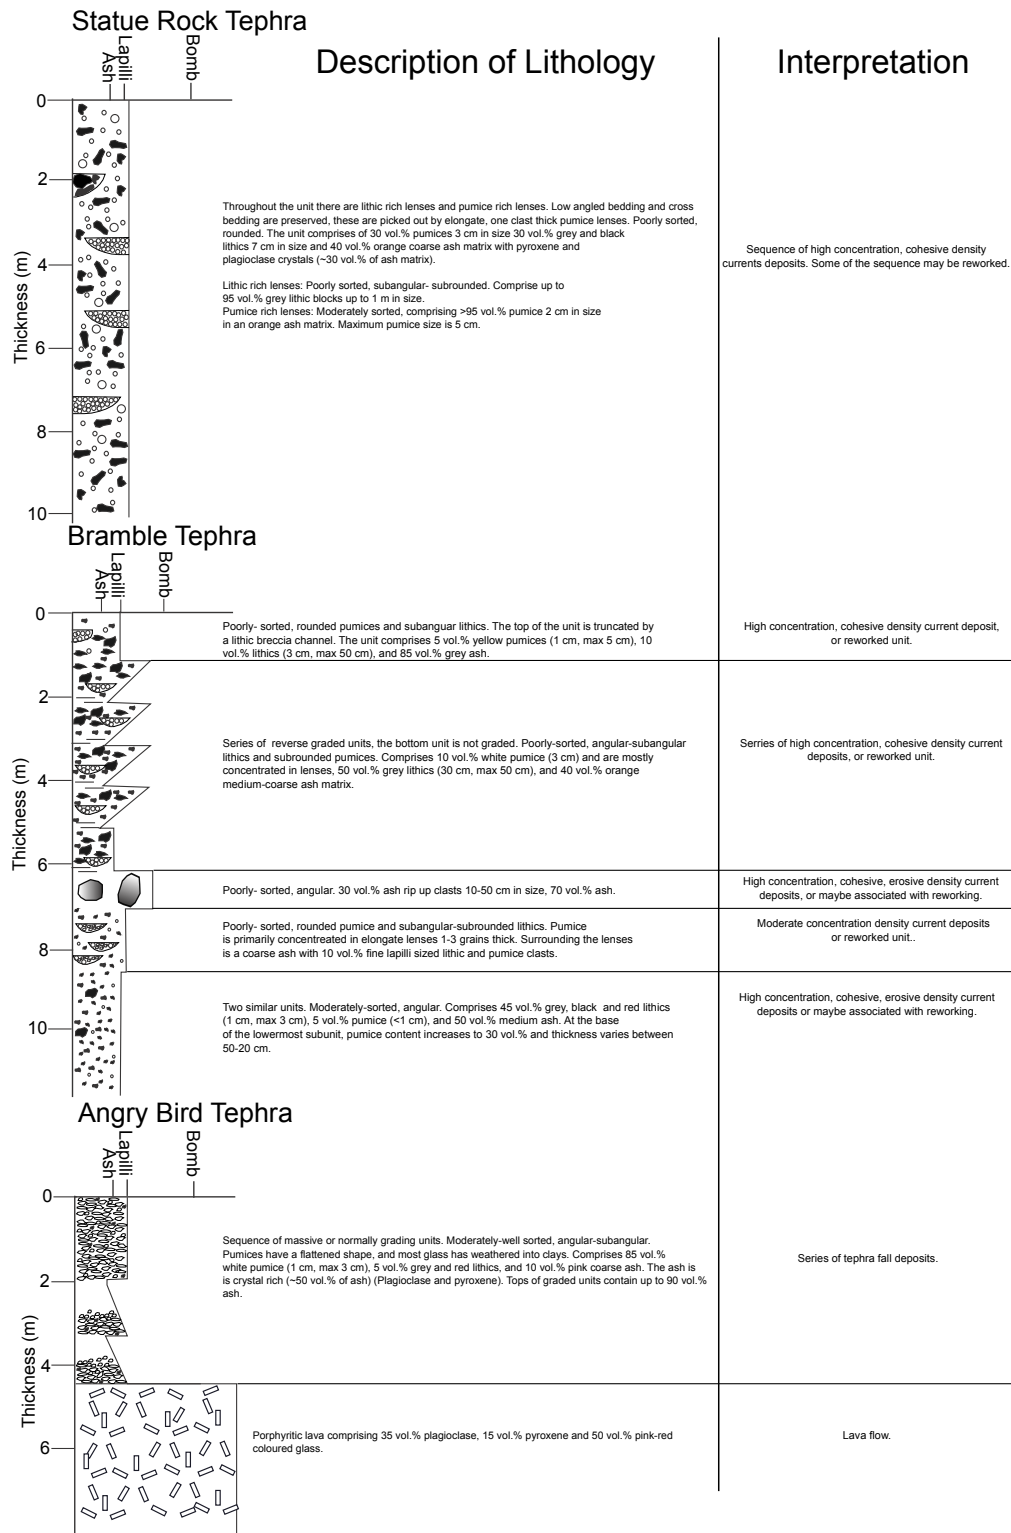 Statue Rock Tephra
Ash
Lapilli
Bomb
Description of Lithology
Interpretation
Thickness (m)
0
2
4
6
8
10
Throughout the unit there are lithic rich lenses and pumice rich lenses. Low angled bedding and cross
bedding are preserved, these are picked out by elongate, one clast thick pumice lenses. Poorly sorted,
rounded. The unit comprises of 30 vol.% pumices 3 cm in size 30 vol.% grey and black
lithics 7 cm in size and 40 vol.% orange coarse ash matrix with pyroxene and
plagioclase crystals (~30 vol.% of ash matrix).
Lithic rich lenses: Poorly sorted, subangular- subrounded. Comprise up to
95 vol.% grey lithic blocks up to 1 m in size.
Pumice rich lenses: Moderately sorted, comprising >95 vol.% pumice 2 cm in size
in an orange ash matrix. Maximum pumice size is 5 cm.
Sequence of high concentration, cohesive density
currents deposits. Some of the sequence may be reworked.
Bramble Tephra
Ash
Lapilli
Bomb
Thickness (m)
0
2
4
6
8
10
Poorly- sorted, rounded pumices and subanguar lithics. The top of the unit is truncated by
a lithic breccia channel. The unit comprises 5 vol.% yellow pumices (1 cm, max 5 cm), 10
vol.% lithics (3 cm, max 50 cm), and 85 vol.% grey ash.
High concentration, cohesive density current deposit,
or reworked unit.
Series of  reverse graded units, the bottom unit is not graded. Poorly-sorted, angular-subangular
lithics and subrounded pumices. Comprises 10 vol.% white pumice (3 cm) and are mostly
concentrated in lenses, 50 vol.% grey lithics (30 cm, max 50 cm), and 40 vol.% orange
medium-coarse ash matrix.
Serries of high concentration, cohesive density current
deposits, or reworked unit.
Poorly- sorted, angular. 30 vol.% ash rip up clasts 10-50 cm in size, 70 vol.% ash.
High concentration, cohesive, erosive density current
deposits, or maybe associated with reworking.
Poorly- sorted, rounded pumice and subangular-subrounded lithics. Pumice
is primarily concentreated in elongate lenses 1-3 grains thick. Surrounding the lenses
is a coarse ash with 10 vol.% fine lapilli sized lithic and pumice clasts.
Moderate concentration density current deposits
or reworked unit..
Two similar units. Moderately-sorted, angular. Comprises 45 vol.% grey, black  and red lithics
(1 cm, max 3 cm), 5 vol.% pumice (<1 cm), and 50 vol.% medium ash. At the base
of the lowermost subunit, pumice content increases to 30 vol.% and thickness varies between
50-20 cm.
High concentration, cohesive, erosive density current
deposits or maybe associated with reworking.
Angry Bird Tephra
Ash
Lapilli
Bomb
Thickness (m)
0
2
4
6
Sequence of massive or normally grading units. Moderately-well sorted, angular-subangular.
Pumices have a flattened shape, and most glass has weathered into clays. Comprises 85 vol.%
white pumice (1 cm, max 3 cm), 5 vol.% grey and red lithics, and 10 vol.% pink coarse ash. The ash is
is crystal rich (~50 vol.% of ash) (Plagioclase and pyroxene). Tops of graded units contain up to 90 vol.%
ash.
Series of tephra fall deposits.
Porphyritic lava comprising 35 vol.% plagioclase, 15 vol.% pyroxene and 50 vol.% pink-red
coloured glass.
Lava flow.